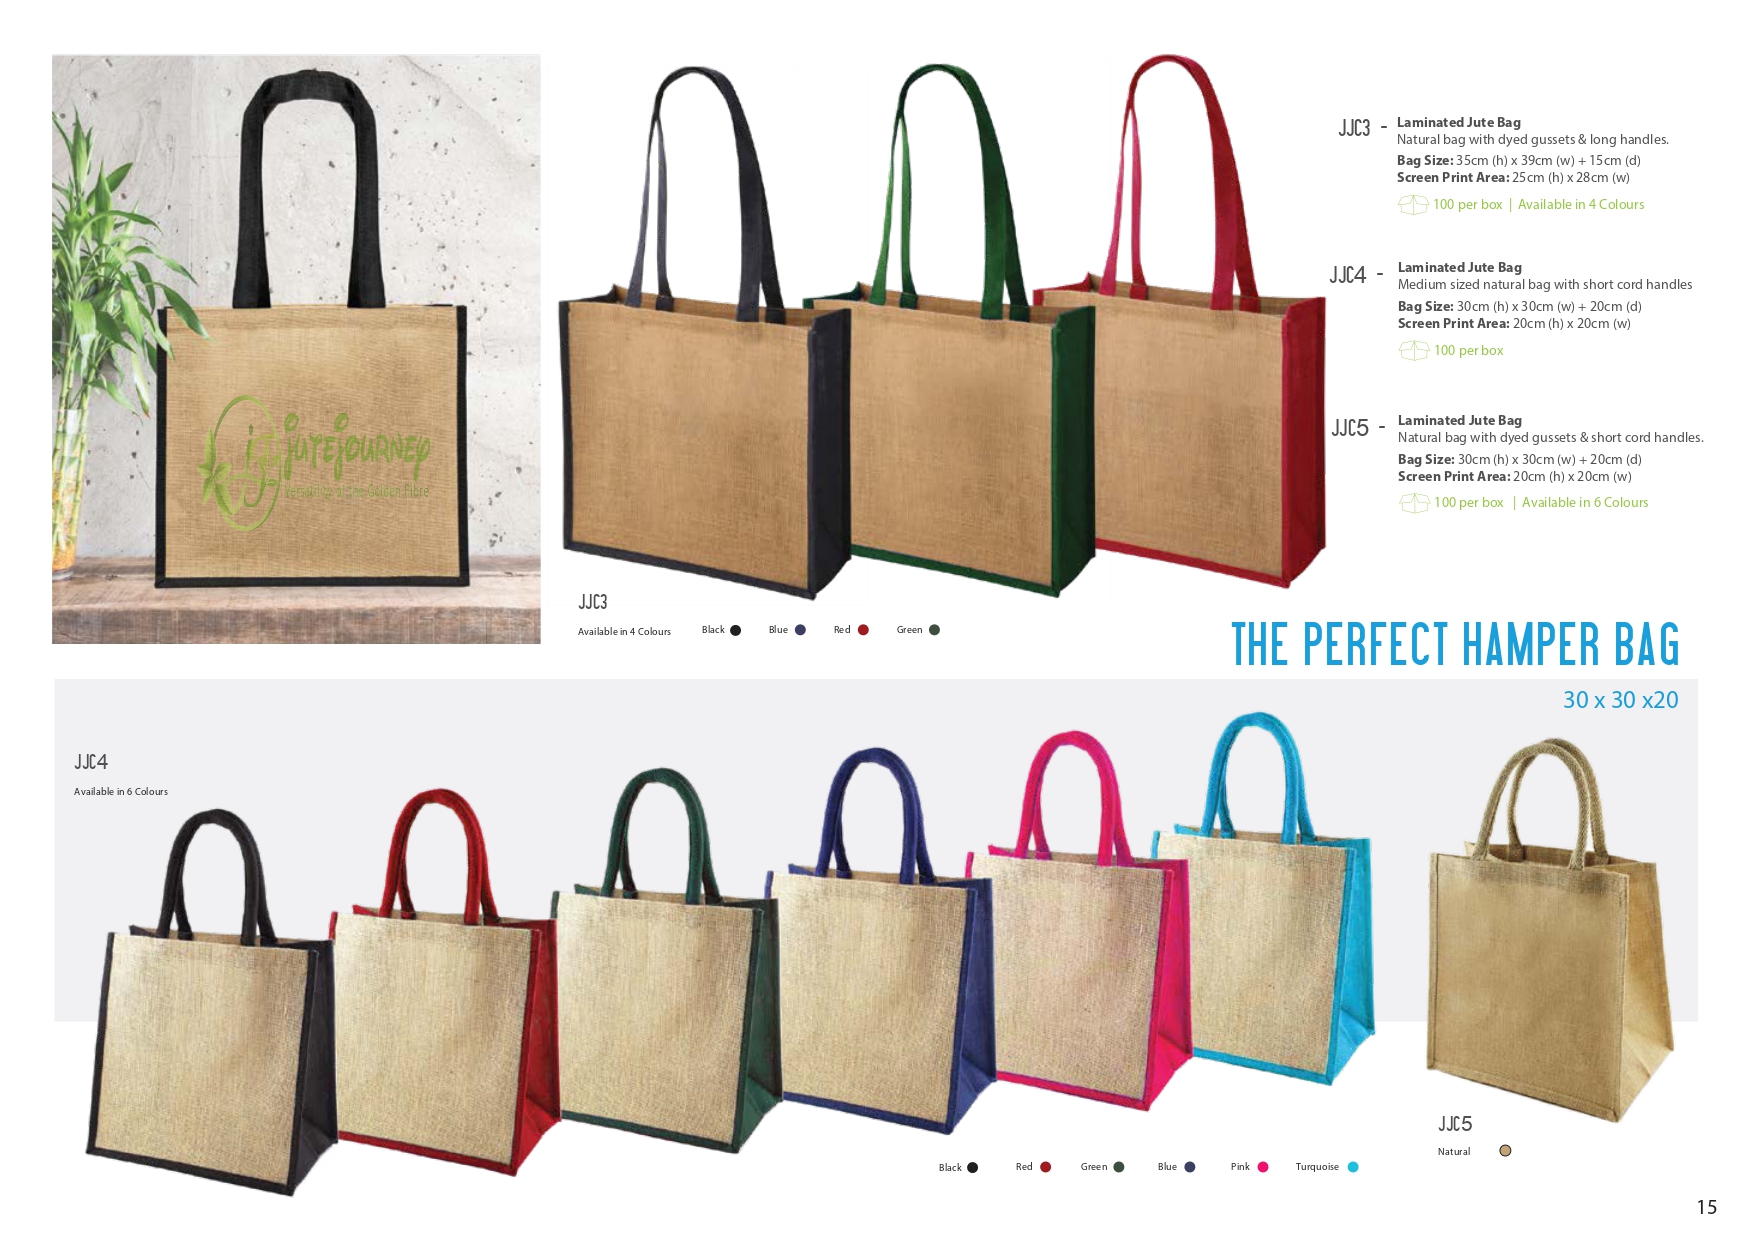 jutejourney
Versatility of the Golden Fibre
JJC3 -
Laminated Jute Bag
Natural bag with dyed gussets & long handles.
Bag Size: 35cm (h) x 39cm (w) + 15cm (d)
Screen Print Area: 25cm (h) x 28cm (w)
100 per box | Available in 4 Colours
JJC4 -
Laminated Jute Bag
Medium sized natural bag with short cord handles
Bag Size: 30cm (h) x 30cm (w) + 20cm (d)
Screen Print Area: 20cm (h) x 20cm (w)
100 per box
JJC5 -
Laminated Jute Bag
Natural bag with dyed gussets & short cord handles.
Bag Size: 30cm (h) x 30cm (w) + 20cm (d)
Screen Print Area: 20cm (h) x 20cm (w)
100 per box | Available in 6 Colours
JJC3
Available in 4 Colours Black Blue Red Green
THE PERFECT HAMPER BAG
30 x 30 x20
JJC4
Available in 6 Colours
Black Red Green Blue Pink Turquoise
JJC5
Natural
15